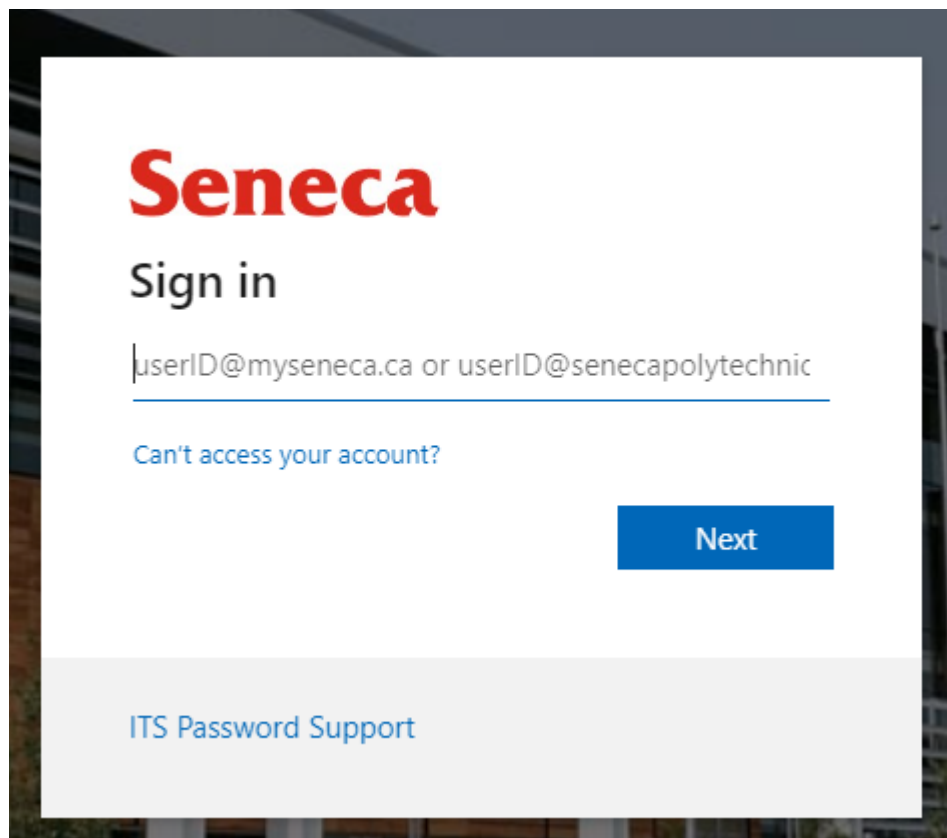 Seneca
Sign in
userID@myseneca.ca or userID@senecapolytechnic
Can't access your account?
Next
ITS Password Support